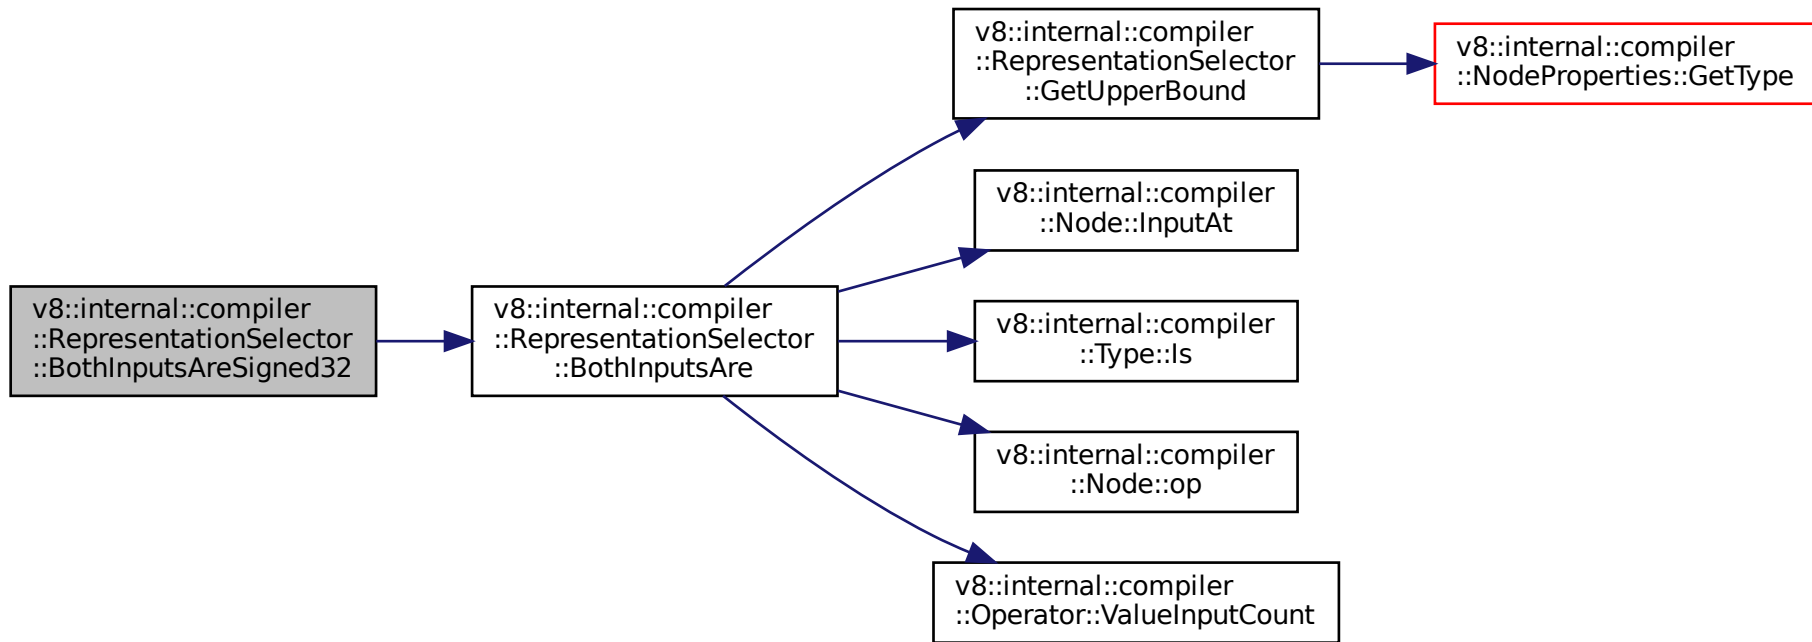 v8::internal::compiler
::RepresentationSelector
::BothInputsAreSigned32
v8::internal::compiler
::RepresentationSelector
::BothInputsAre
v8::internal::compiler
::RepresentationSelector
::GetUpperBound
v8::internal::compiler
::NodeProperties::GetType
v8::internal::compiler
::Node::InputAt
v8::internal::compiler
::Type::Is
v8::internal::compiler
::Node::op
v8::internal::compiler
::Operator::ValueInputCount